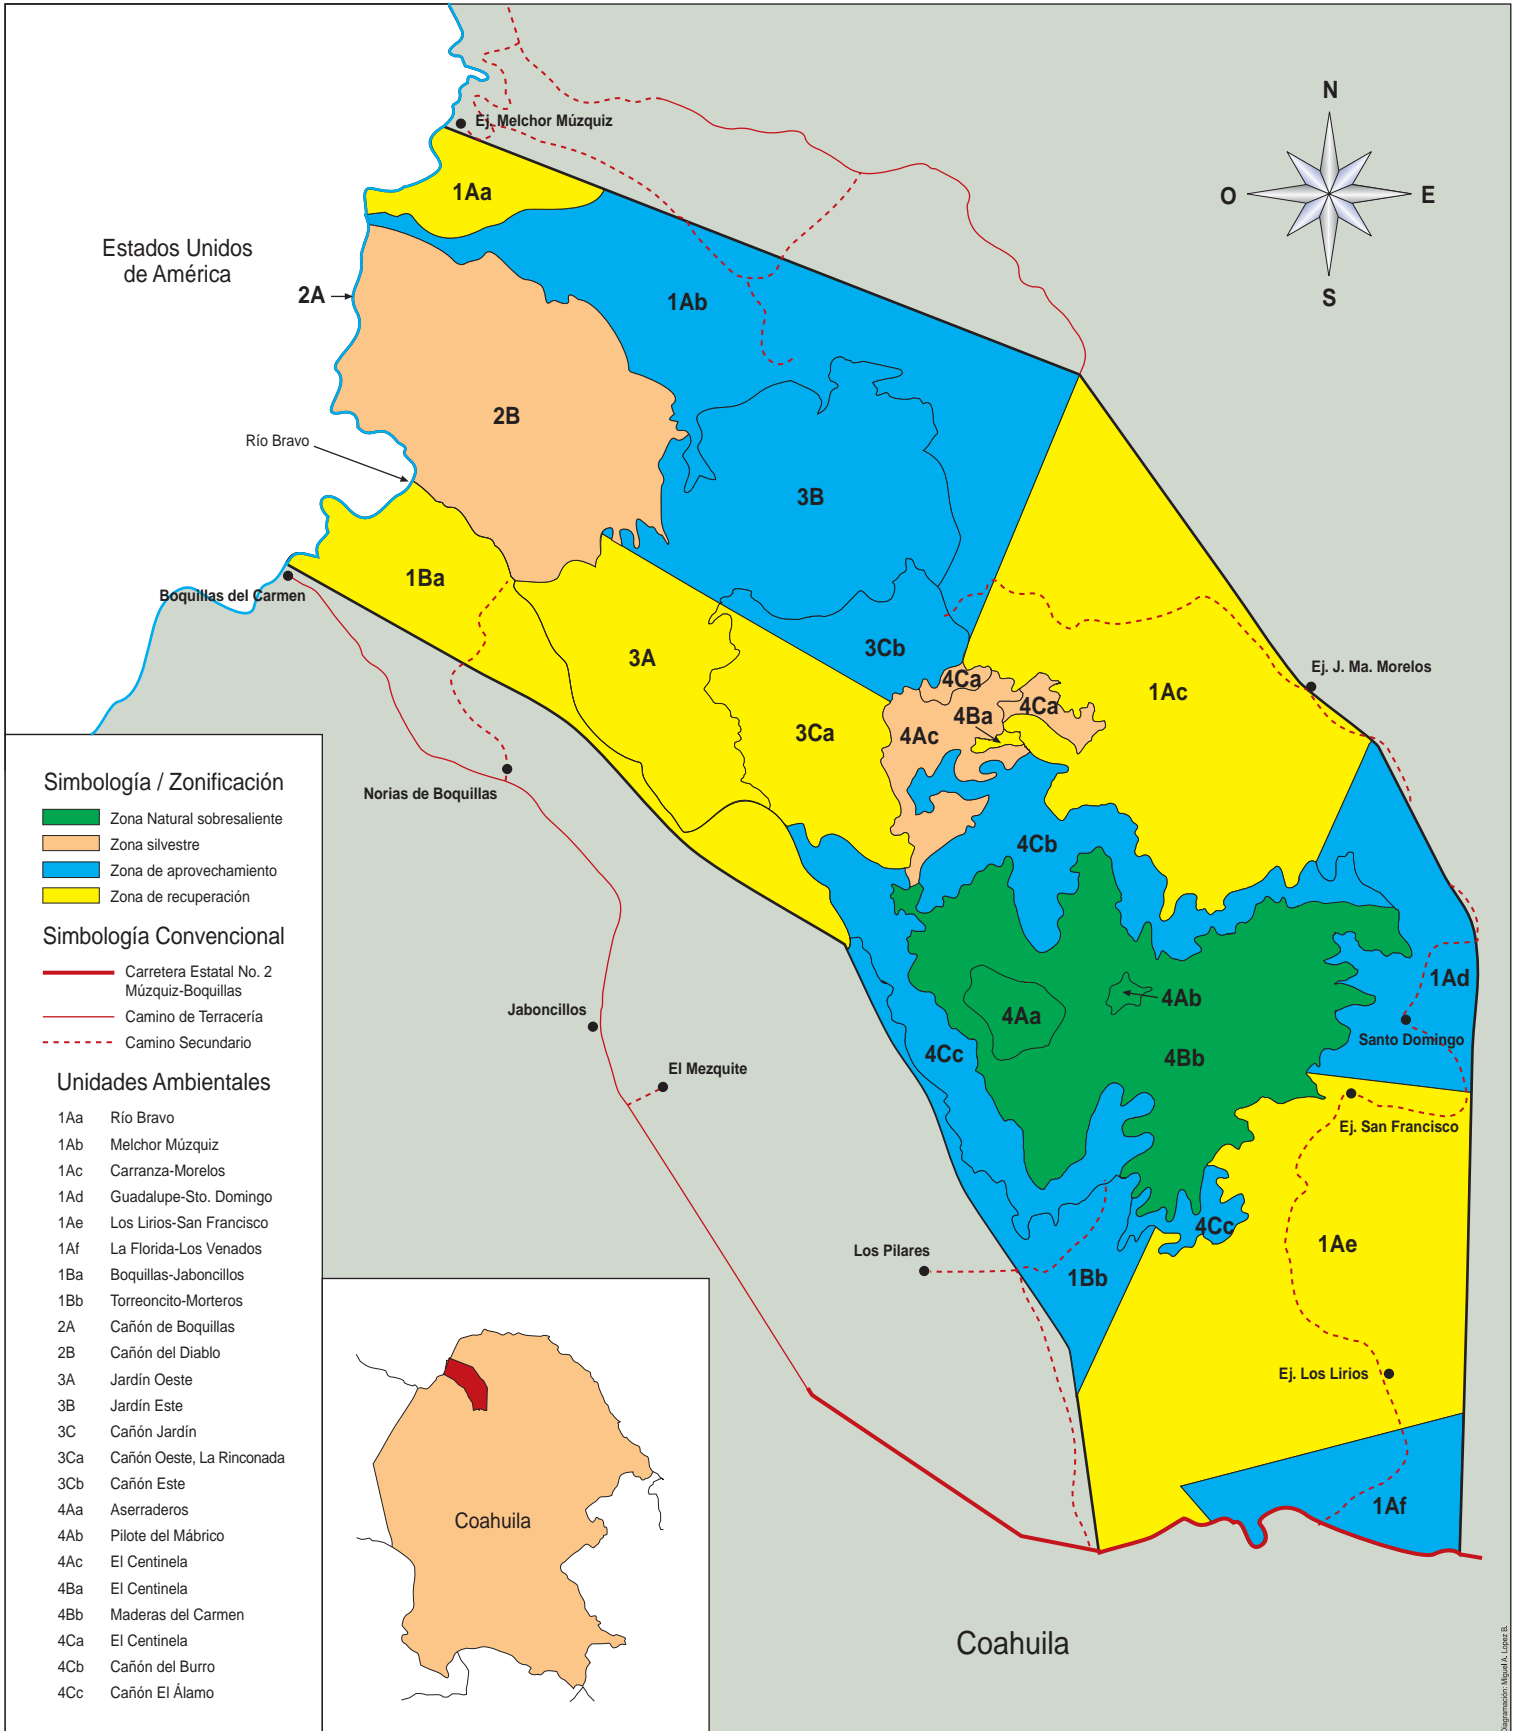 N
O
E
S
Ej. Melchor Múzquiz
1Aa
Estados Unidos
de América
2A
1Ab
2B
Río Bravo
3B
1Ba
Boquillas del Carmen
3A
3Cb
4Ca
4Ba
4Ca
4Ac
1Ac
Ej. J. Ma. Morelos
3Ca
Norias de Boquillas
4Cb
1Ad
4Ab
4Aa
Jaboncillos
4Cc
4Bb
Santo Domingo
El Mezquite
Ej. San Francisco
4Cc
1Ae
Los Pilares
1Bb
Ej. Los Lirios
1Af
Coahuila
Simbología / Zonificación
Zona Natural sobresaliente
Zona silvestre
Zona de aprovechamiento
Zona de recuperación
Simbología Convencional
Carretera Estatal No. 2
Múzquiz-Boquillas
Camino de Terracería
Camino Secundario
Unidades Ambientales
1Aa Río Bravo
1Ab Melchor Múzquiz
1Ac Carranza-Morelos
1Ad Guadalupe-Sto. Domingo
1Ae Los Lirios-San Francisco
1Af La Florida-Los Venados
1Ba Boquillas-Jaboncillos
1Bb Torreoncito-Morteros
2A Cañón de Boquillas
2B Cañón del Diablo
3A Jardín Oeste
3B Jardín Este
3C Cañón Jardín
3Ca Cañón Oeste, La Rinconada
3Cb Cañón Este
4Aa Aserraderos
4Ab Pilote del Mábrico
4Ac El Centinela
4Ba El Centinela
4Bb Maderas del Carmen
4Ca El Centinela
4Cb Cañón del Burro
4Cc Cañón El Álamo
Coahuila
Diagramación: Miguel A. Lopez B.